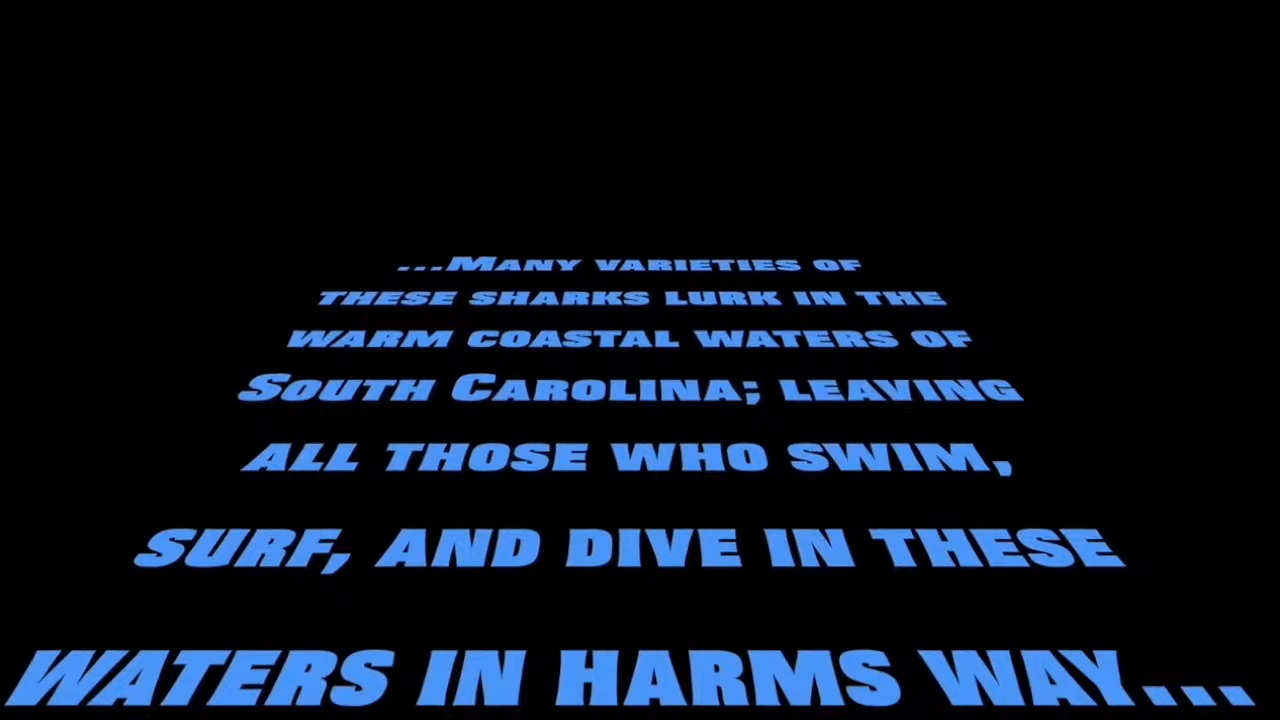 ...Many varieties of
these sharks lurk in the
warm coastal waters of
South Carolina; leaving
all those who swim,
surf, and dive in these
waters in harms way...